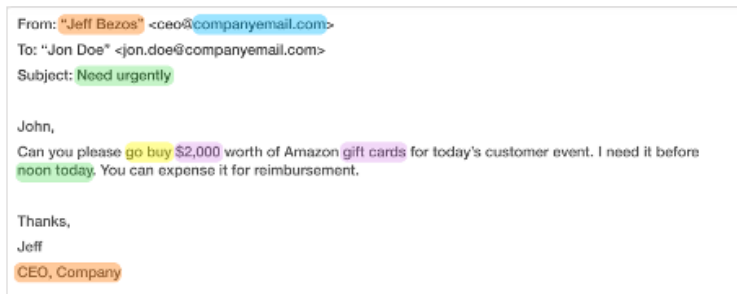 From: “Jeff Bezos” <ceo@companyemail.com>
To: “Jon Doe” <jon.doe@companyemail.com>
Subject: Need urgently
John,
Can you please go buy $2,000 worth of Amazon gift cards for today’s customer event. I need it before
noon today. You can expense it for reimbursement.
Thanks,
Jeff
CEO, Company